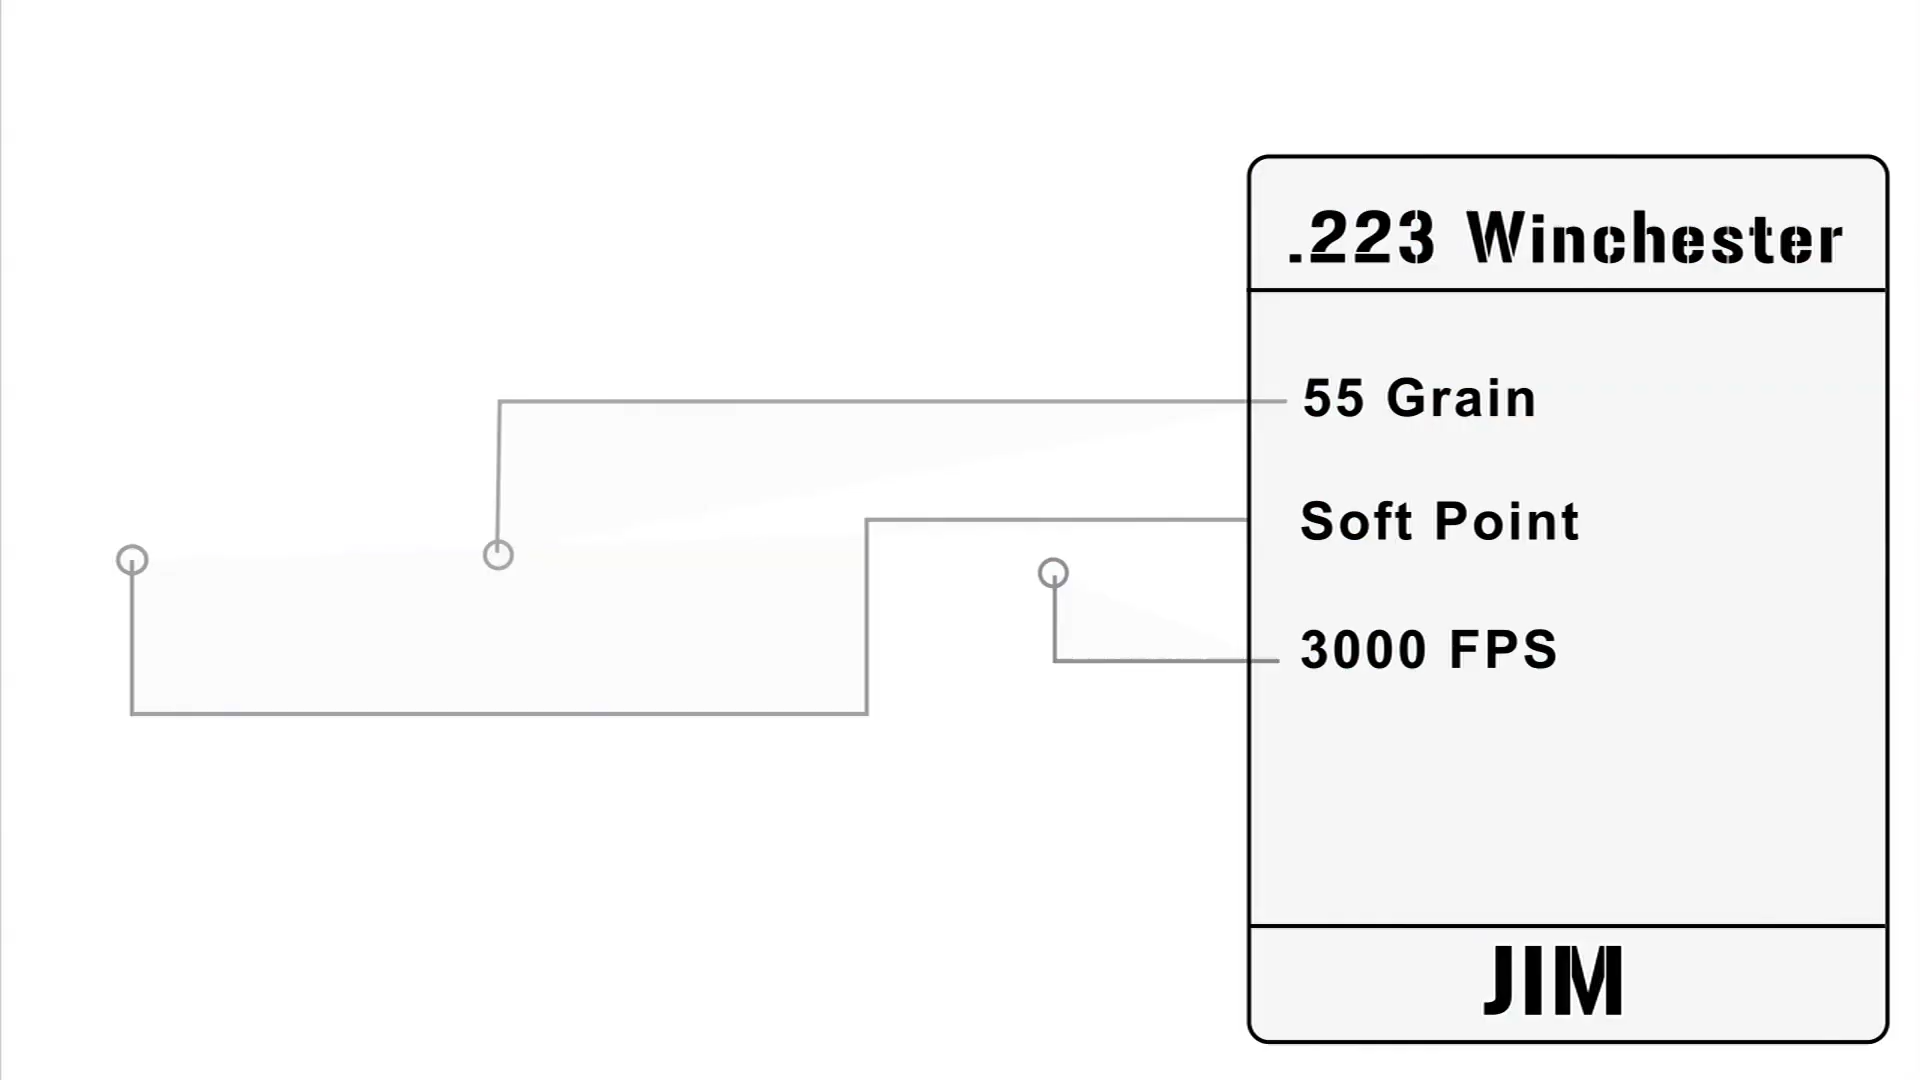 .223 Winchester
55 Grain
Soft Point
3000 FPS
JIM